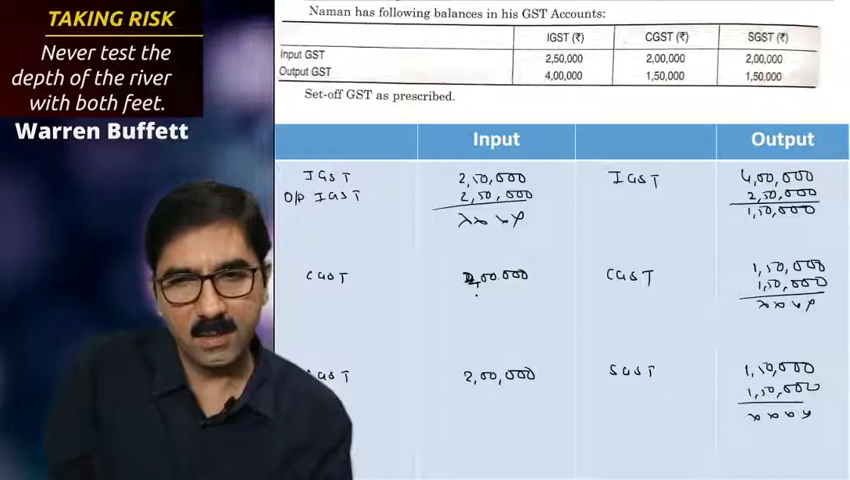 TAKING RISK
Never test the
depth of the river
with both feet.
Warren Buffett
Naman has following balances in his GST Accounts:
IGST (₹) CGST (₹) SGST (₹)
Input GST 2,50,000 2,00,000 2,00,000
Output GST 4,00,000 1,50,000 1,50,000
Set-off GST as prescribed.
Input Output
IGST 2,50,000 IGST 4,00,000
O/P IGST 2,50,000 2,50,000
1,50,000
CGST 2,00,000 CGST 1,50,000
1,50,000
GST 2,00,000 SGST 1,50,000
1,50,000